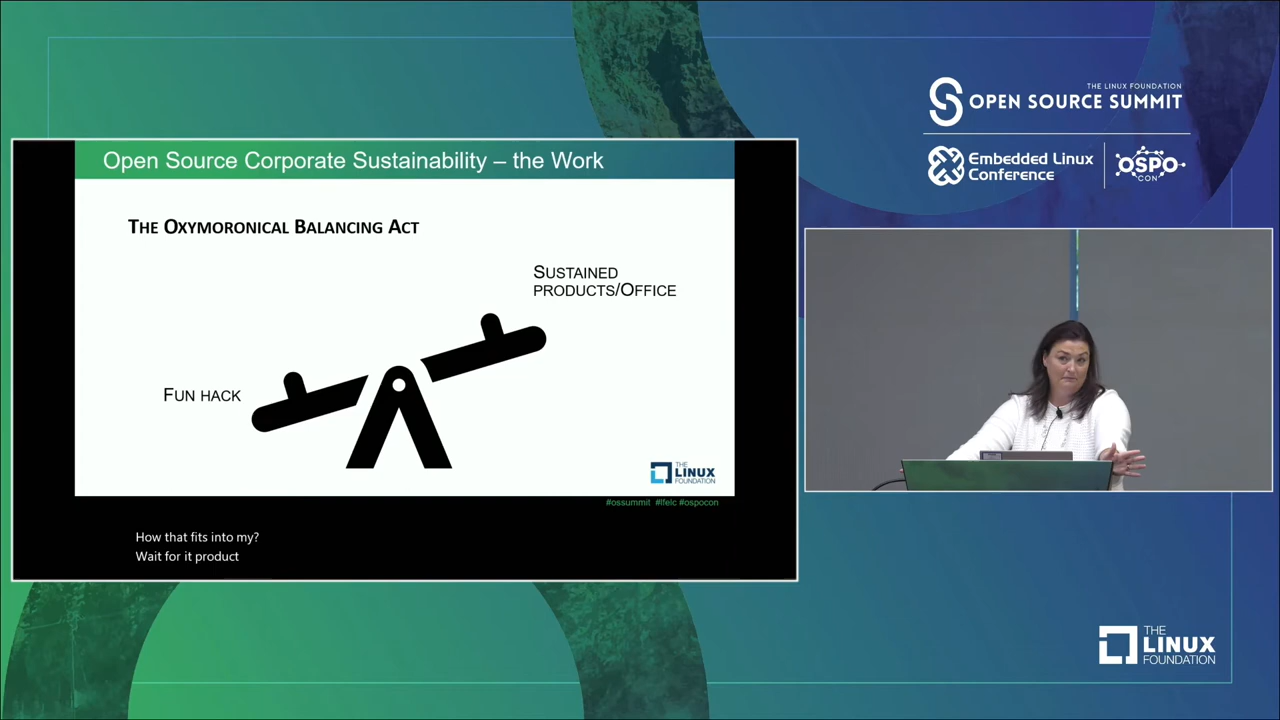 THE LINUX FOUNDATION
OPEN SOURCE SUMMIT
Embedded Linux
Conference
OSPO
CON
Open Source Corporate Sustainability – the Work
THE OXYMORONICAL BALANCING ACT
SUSTAINED
PRODUCTS/OFFICE
FUN HACK
THE
LINUX
FOUNDATION
#ossummit #lfelc #ospocon
How that fits into my?
Wait for it product
THE
LINUX
FOUNDATION